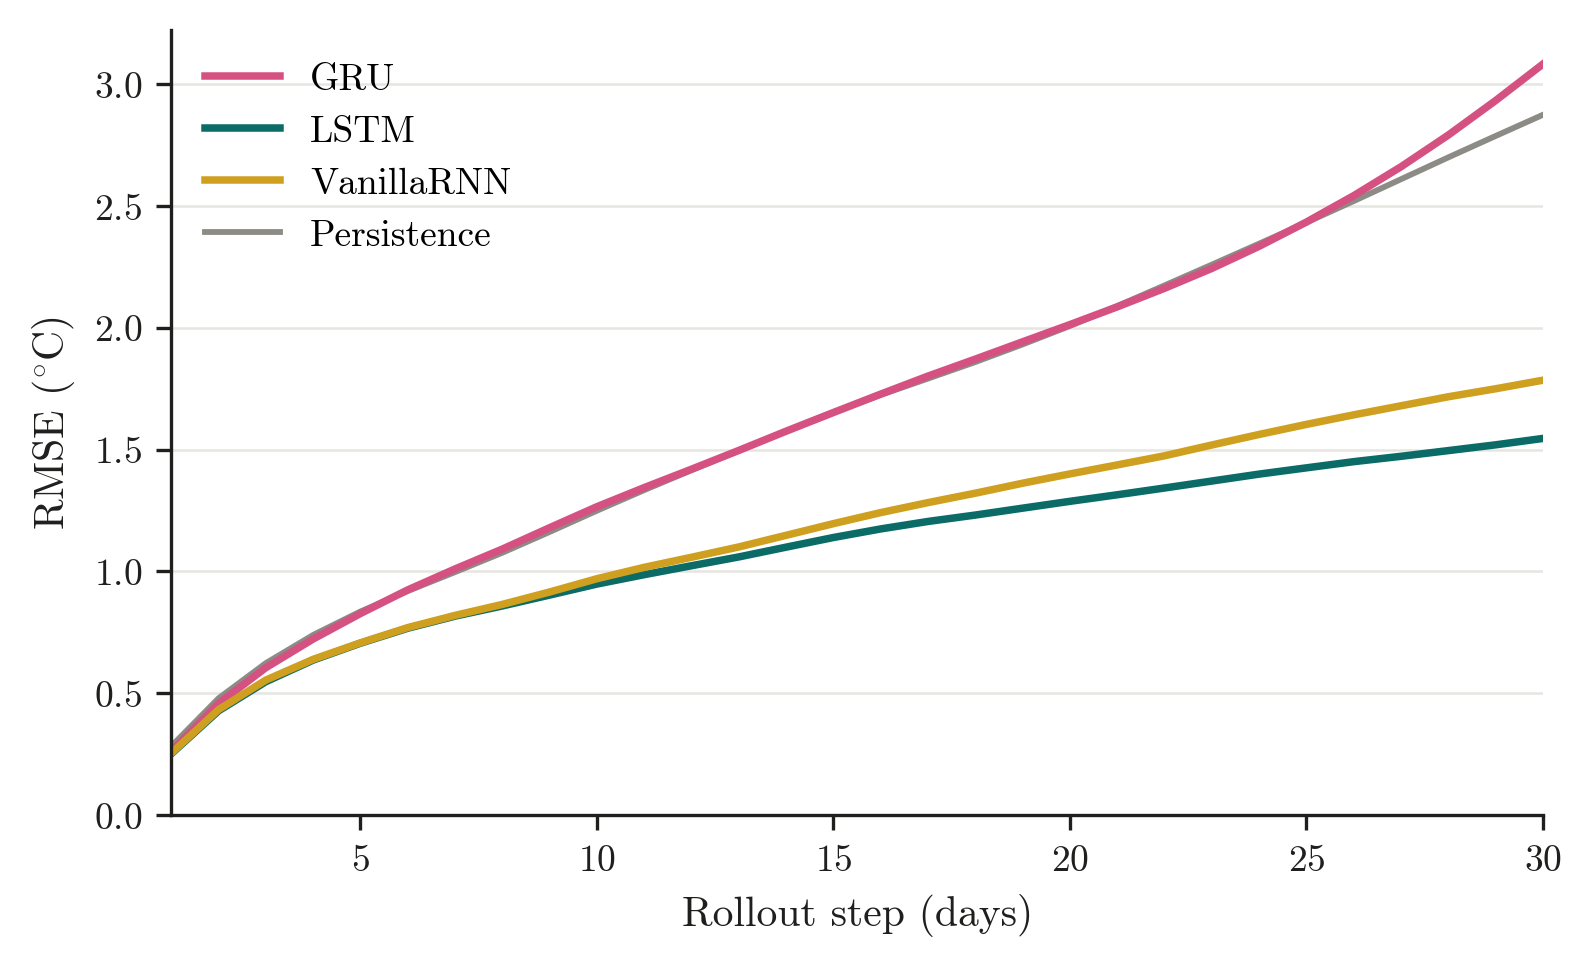 GRU
LSTM
VanillaRNN
Persistence
RMSE (°C)
3.0
2.5
2.0
1.5
1.0
0.5
0.0
5 10 15 20 25 30
Rollout step (days)